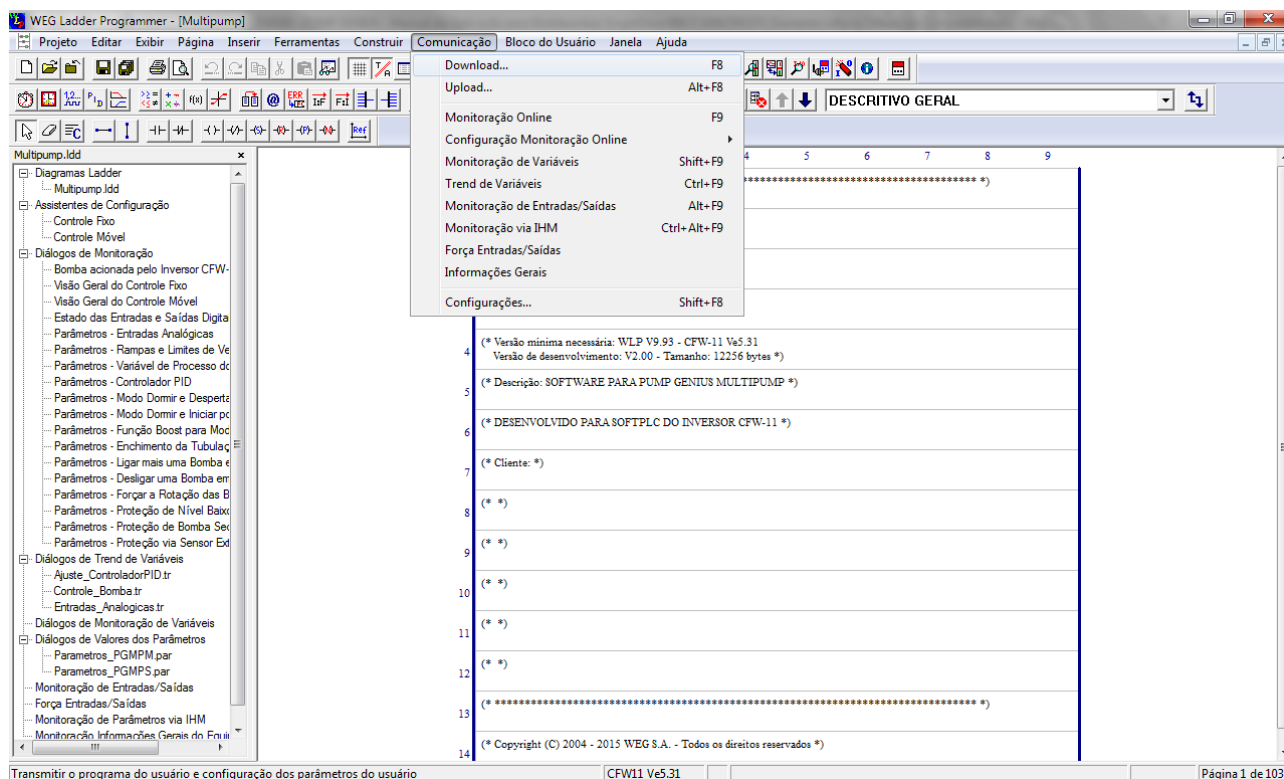 WEG Ladder Programmer - [Multipump]
Projeto Editar Exibir Página Inserir Ferramentas Construir Comunicação Bloco do Usuário Janela Ajuda
Download... F8
Upload... Alt+F8
Monitoração Online F9
Configuração Monitoração Online
Monitoração de Variáveis Shift+F9
Trend de Variáveis Ctrl+F9
Monitoração de Entradas/Saídas Alt+F9
Monitoração via IHM Ctrl+Alt+F9
Força Entradas/Saídas
Informações Gerais
Configurações... Shift+F8
DESCRITIVO GERAL
Multipump.ldd
Diagramas Ladder
Multipump.ldd
Assistentes de Configuração
Controle Fixo
Controle Móvel
Diálogos de Monitoração
Bomba acionada pelo Inversor CFW-
Visão Geral do Controle Fixo
Visão Geral do Controle Móvel
Estado das Entradas e Saídas Digita
Parâmetros - Entradas Analógicas
Parâmetros - Rampas e Limites de Ve
Parâmetros - Variável de Processo do
Parâmetros - Controlador PID
Parâmetros - Modo Dormir e Desperta
Parâmetros - Modo Dormir e Iniciar po
Parâmetros - Função Boost para Mod
Parâmetros - Enchimento da Tubulaç
Parâmetros - Ligar mais uma Bomba e
Parâmetros - Desligar uma Bomba em
Parâmetros - Forçar a Rotação das B
Parâmetros - Proteção de Nível Baixo
Parâmetros - Proteção de Bomba Sec
Parâmetros - Proteção via Sensor Ext
Diálogos de Trend de Variáveis
Ajuste_ControladorPID.tr
Controle_Bomba.tr
Entradas_Analogicas.tr
Diálogos de Monitoração de Variáveis
Diálogos de Valores dos Parâmetros
Parametros_PGMPM.par
Parametros_PGMPS.par
Monitoração de Entradas/Saídas
Força Entradas/Saídas
Monitoração de Parâmetros via IHM
Monitoração Informações Gerais do Equip
4 5 6 7 8 9
*************************************** *)
4 (* Versão minima necessária: WLP V9.93 - CFW-11 Ve5.31
Versão de desenvolvimento: V2.00 - Tamanho: 12256 bytes *)
5 (* Descrição: SOFTWARE PARA PUMP GENIUS MULTIPUMP *)
6 (* DESENVOLVIDO PARA SOFTPLC DO INVERSOR CFW-11 *)
7 (* Cliente: *)
8 (* *)
9 (* *)
10 (* *)
11 (* *)
12 (* *)
13 (* ******************************************************************************** *)
14 (* Copyright (C) 2004 - 2015 WEG S.A. - Todos os direitos reservados *)
Transmitir o programa do usuário e configuração dos parâmetros do usuário CFW11 Ve5.31 Página 1 de 103